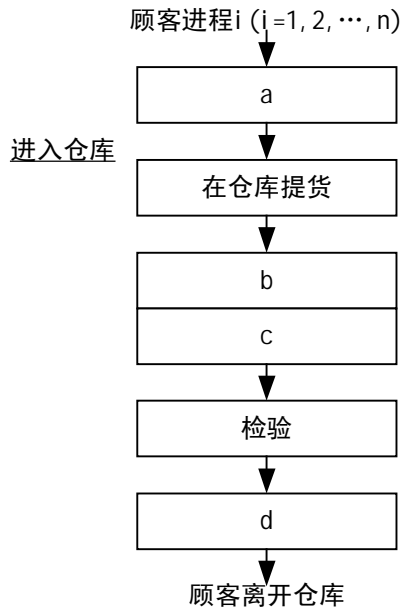 顾客进程i (i=1, 2, …, n)
a
进入仓库
在仓库提货
b
c
检验
d
顾客离开仓库